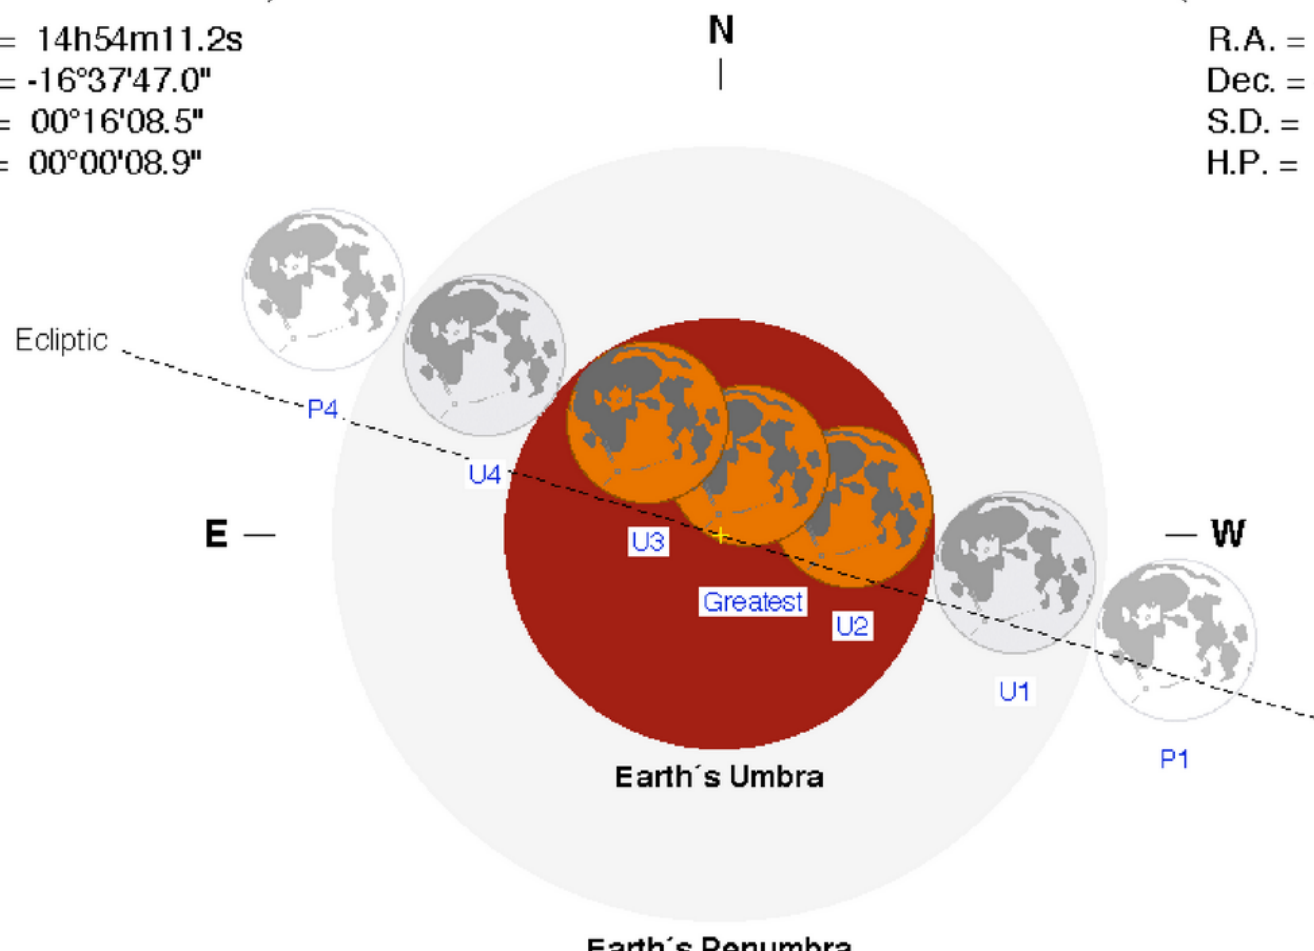 = 14h54m11.2s
= -16°37'47.0"
= 00°16'08.5"
= 00°00'08.9"
N
R.A. =
Dec. =
S.D. =
H.P. =
Ecliptic
P4
U4
E
U3
W
Greatest
U2
U1
P1
Earth´s Umbra
Earth´s Penumbra